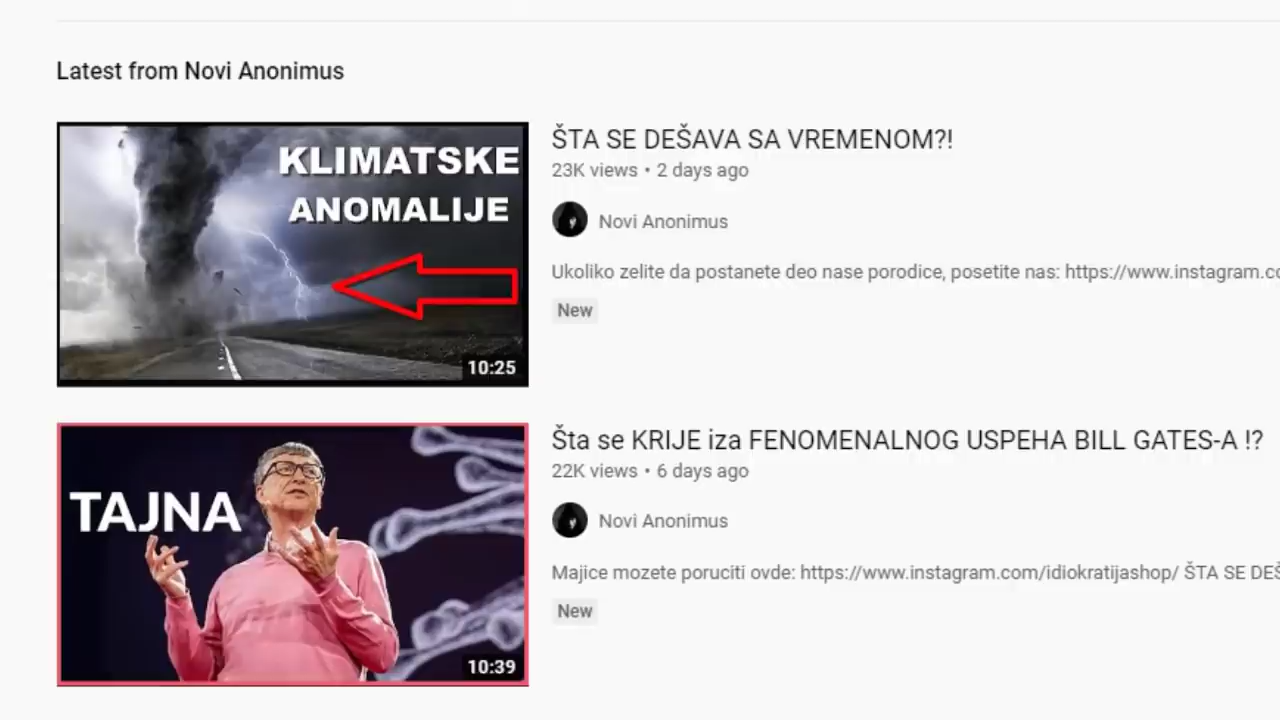 Latest from Novi Anonimus
KLIMATSKE
ANOMALIJE
10:25
ŠTA SE DEŠAVA SA VREMENOM?!
23K views • 2 days ago
Novi Anonimus
Ukoliko zelite da postanete deo nase porodice, posetite nas: https://www.instagram.co
New
TAJNA
10:39
Šta se KRIJE iza FENOMENALNOG USPEHA BILL GATES-A !?
22K views • 6 days ago
Novi Anonimus
Majice mozete poruciti ovde: https://www.instagram.com/idiokratijashop/ ŠTA SE DEŠ
New